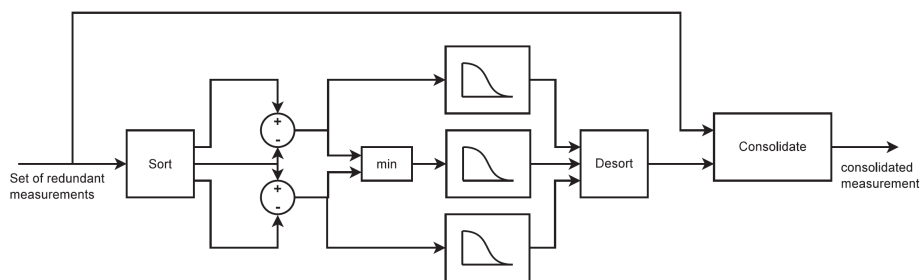 Set of redundant
measurements
Sort
+
-
+
-
min
Desort
Consolidate
consolidated
measurement